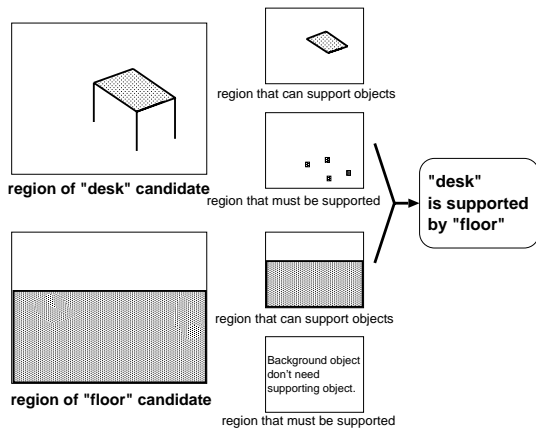 region that can support objects
region of "desk" candidate
region that must be supported
"desk"
is supported
by "floor"
region that can support objects
region of "floor" candidate
Background object
don't need
supporting object.
region that must be supported